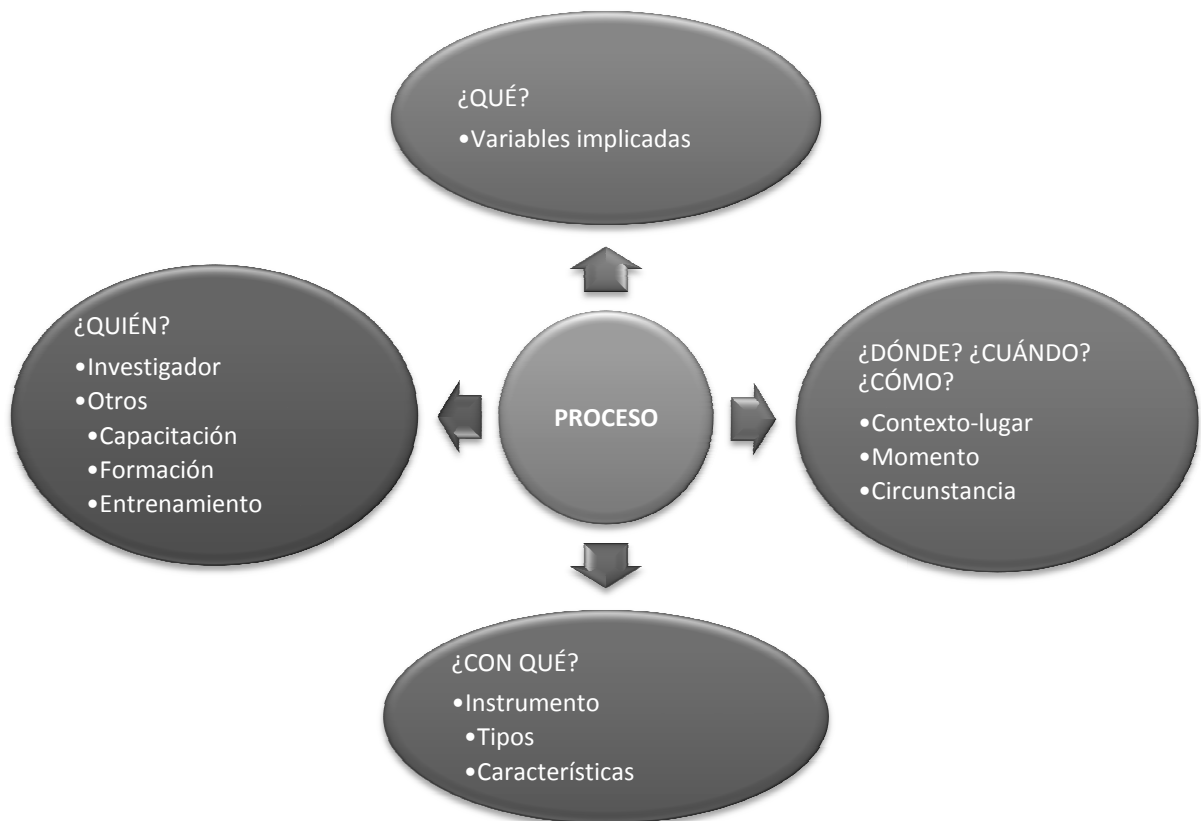 ¿QUÉ?
•Variables implicadas
¿QUIÉN?
•Investigador
•Otros
•Capacitación
•Formación
•Entrenamiento
PROCESO
¿DÓNDE? ¿CUÁNDO?
¿CÓMO?
•Contexto-lugar
•Momento
•Circunstancia
¿CON QUÉ?
•Instrumento
•Tipos
•Características